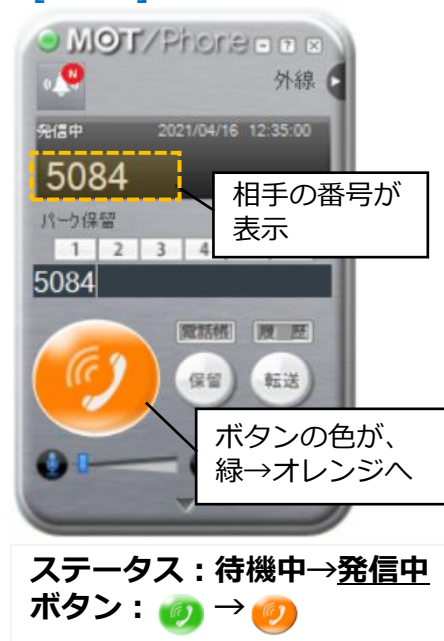 MOT/Phone
N
外線
発信中 2021/04/16 12:35:00
5084
相手の番号が
表示
パーク保留
1 2 3 4
5084
電話帳 履 歴
保留 転送
ボタンの色が、
緑→オレンジへ
ステータス：待機中→発信中
ボタン： →